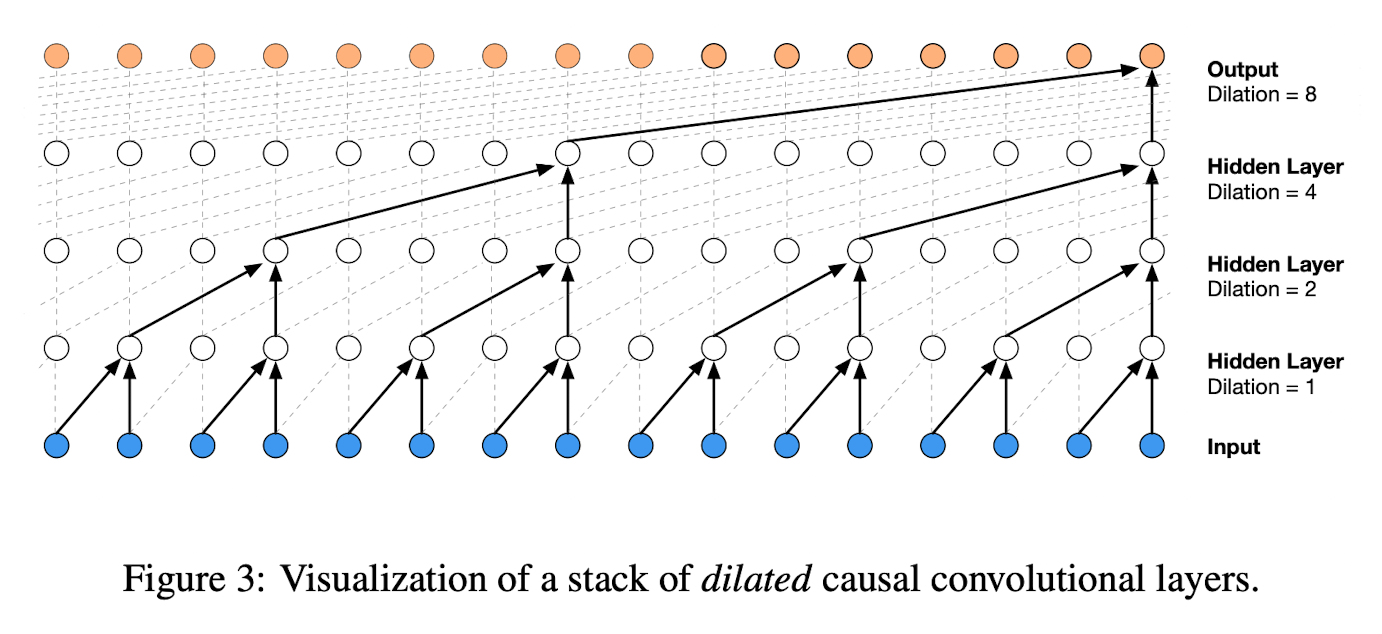 Output
Dilation = 8
Hidden Layer
Dilation = 4
Hidden Layer
Dilation = 2
Hidden Layer
Dilation = 1
Input
Figure 3: Visualization of a stack of dilated causal convolutional layers.